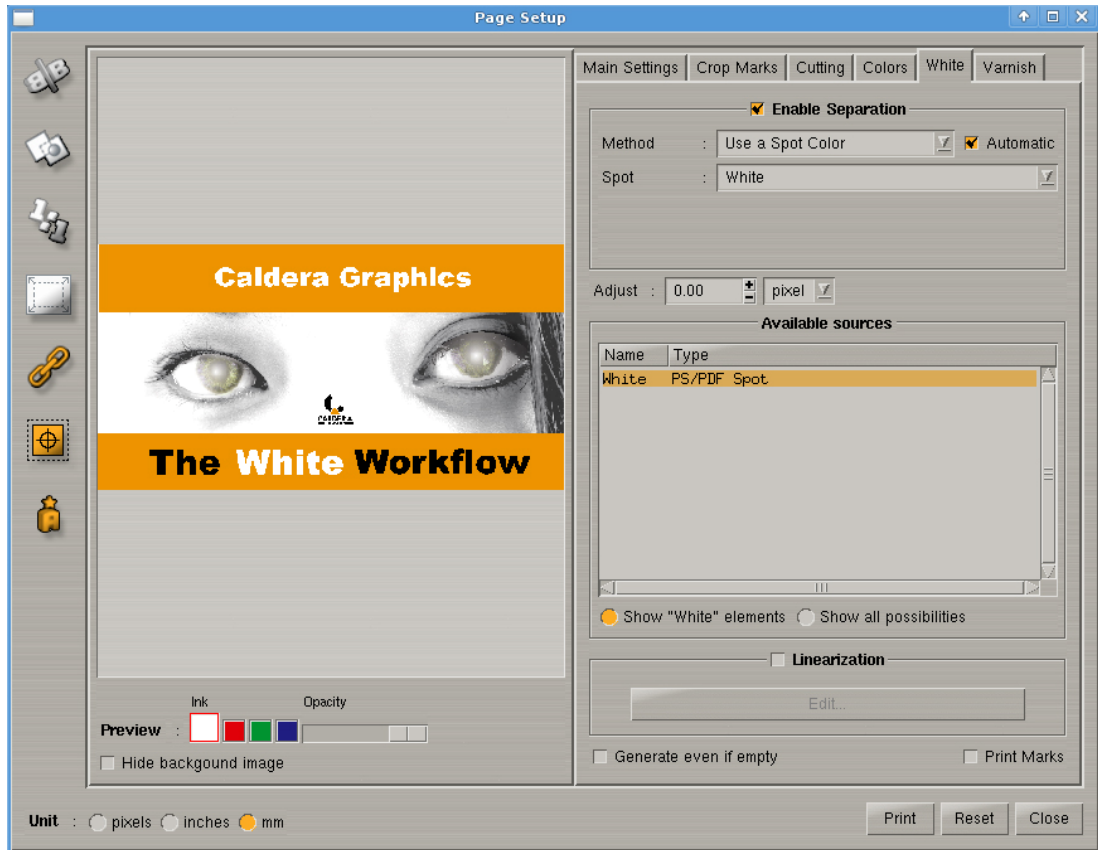 Page Setup
Main Settings
Crop Marks
Cutting
Colors
White
Varnish
Enable Separation
Method : Use a Spot Color Automatic
Spot : White
Adjust : 0.00 pixel
Available sources
Name Type
White PS/PDF Spot
Show "White" elements Show all possibilities
Linearization
Edit...
Generate even if empty Print Marks
Caldera GraphIcs
CALDERA
The White Workflow
Ink Opacity
Preview :
Hide backgound image
Unit : pixels inches mm
Print Reset Close